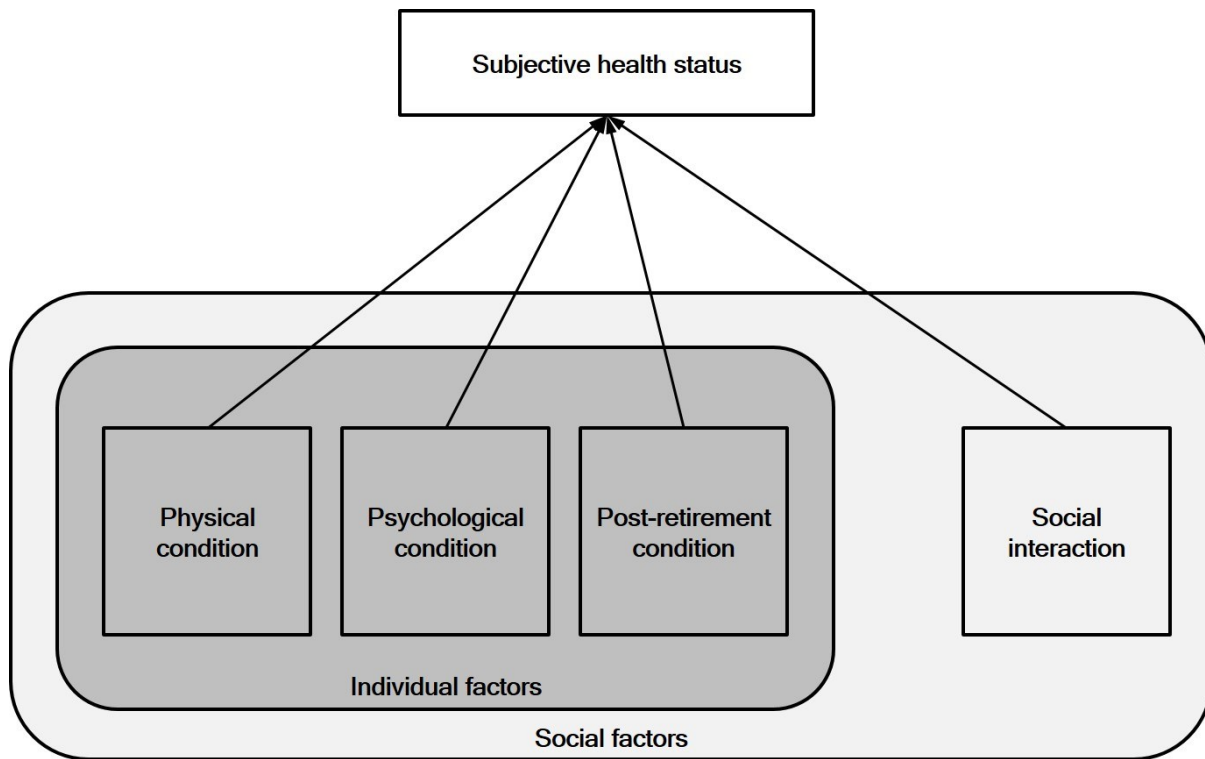 Subjective health status
Physical
condition
Psychological
condition
Post-retirement
condition
Social
interaction
Individual factors
Social factors